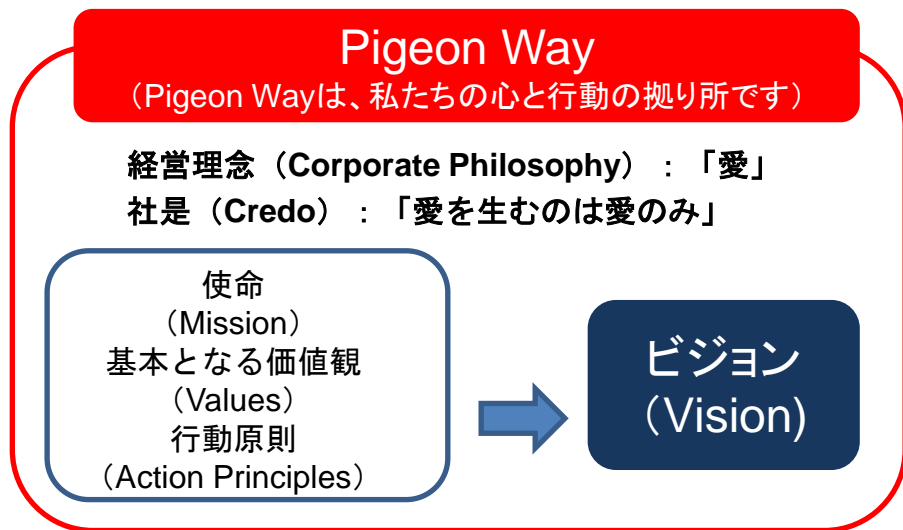 Pigeon Way
（Pigeon Wayは、私たちの心と行動の拠り所です）
経営理念（Corporate Philosophy）：「愛」
社是（Credo）：「愛を生むのは愛のみ」
使命
（Mission）
基本となる価値観
（Values）
行動原則
（Action Principles）
ビジョン
（Vision)